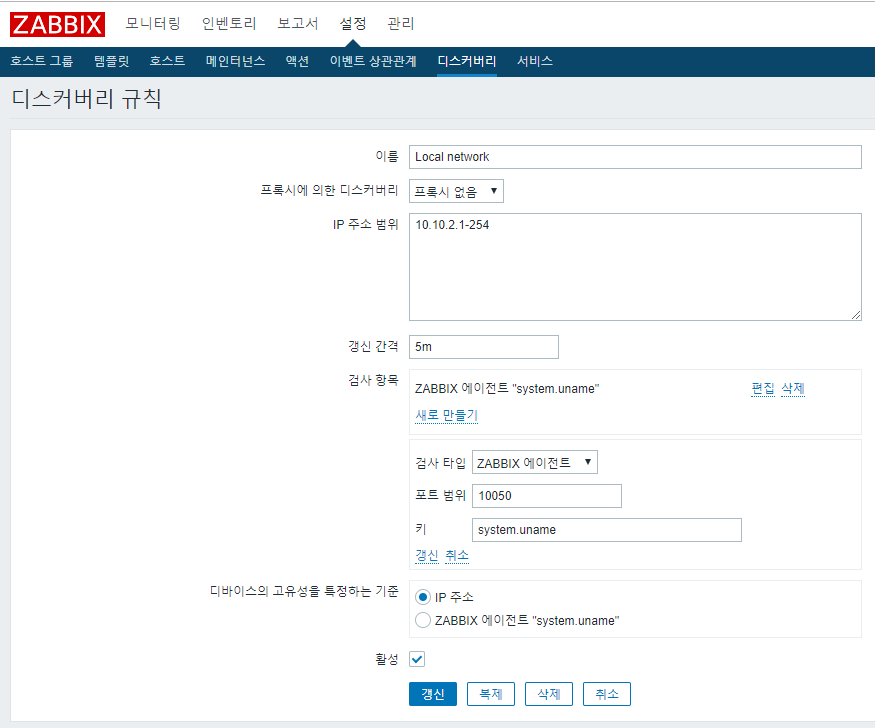 ZABBIX 모니터링 인벤토리 보고서 설정 관리
호스트 그룹 템플릿 호스트 메인터넌스 액션 이벤트 상관관계 디스커버리 서비스
디스커버리 규칙
이름 Local network
프록시에 의한 디스커버리 프록시 없음
IP 주소 범위 10.10.2.1-254
갱신 간격 5m
검사 항목 ZABBIX 에이전트 "system.uname" 편집 삭제
새로 만들기
검사 타입 ZABBIX 에이전트
포트 범위 10050
키 system.uname
갱신 취소
디바이스의 고유성을 특정하는 기준 IP 주소
ZABBIX 에이전트 "system.uname"
활성
갱신 복제 삭제 취소